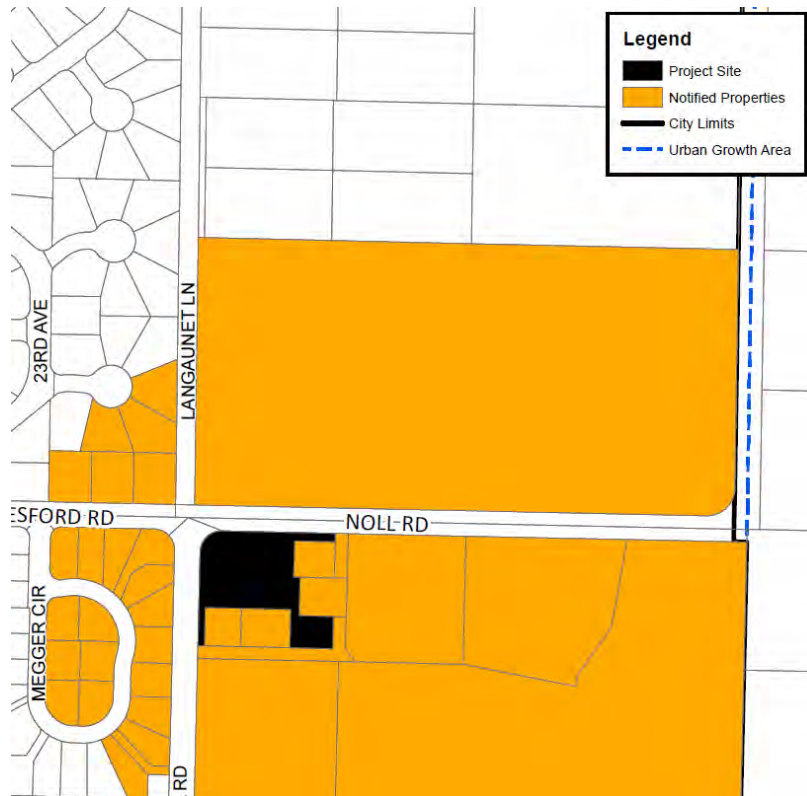 Legend
Project Site
Notified Properties
City Limits
Urban Growth Area
23RD AVE
LANGAUNET LN
ESFORD RD
NOLL RD
MEGGER CIR
RD